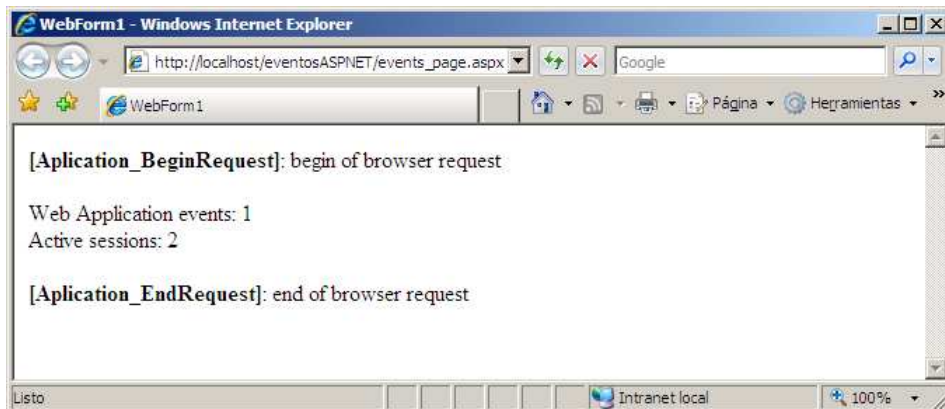 WebForm1 - Windows Internet Explorer
http://localhost/eventosASPNET/events_page.aspx Google
WebForm1 Página Herramientas »
[Aplication_BeginRequest]: begin of browser request
Web Application events: 1
Active sessions: 2
[Aplication_EndRequest]: end of browser request
Listo Intranet local 100%